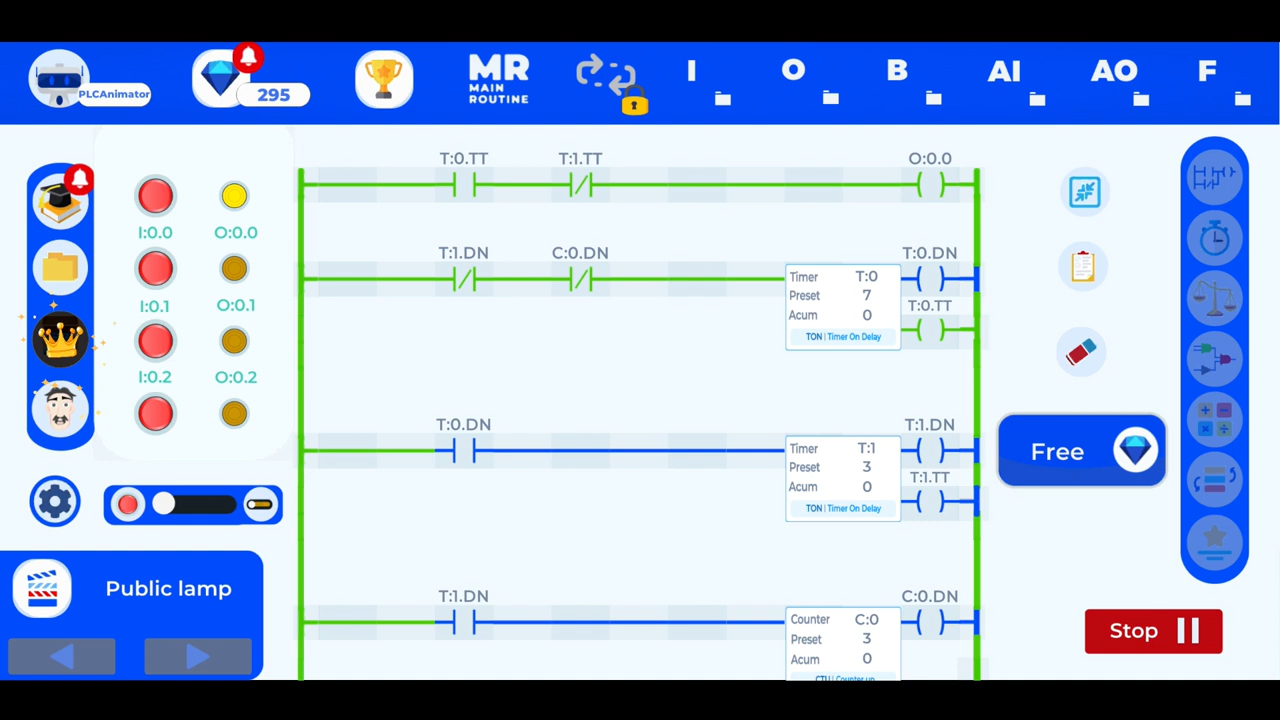 PLCAnimator
295
MR
MAIN
ROUTINE
I
O
B
AI
AO
F
I:0.0
O:0.0
I:0.1
O:0.1
I:0.2
O:0.2
T:0.TT
T:1.TT
O:0.0
T:1.DN
C:0.DN
T:0.DN
Timer T:0
Preset 7
Acum 0
TON | Timer On Delay
T:0.TT
T:0.DN
T:1.DN
Timer T:1
Preset 3
Acum 0
TON | Timer On Delay
T:1.TT
T:1.DN
C:0.DN
Counter C:0
Preset 3
Acum 0
CTU | Counter up
Free
Public lamp
Stop